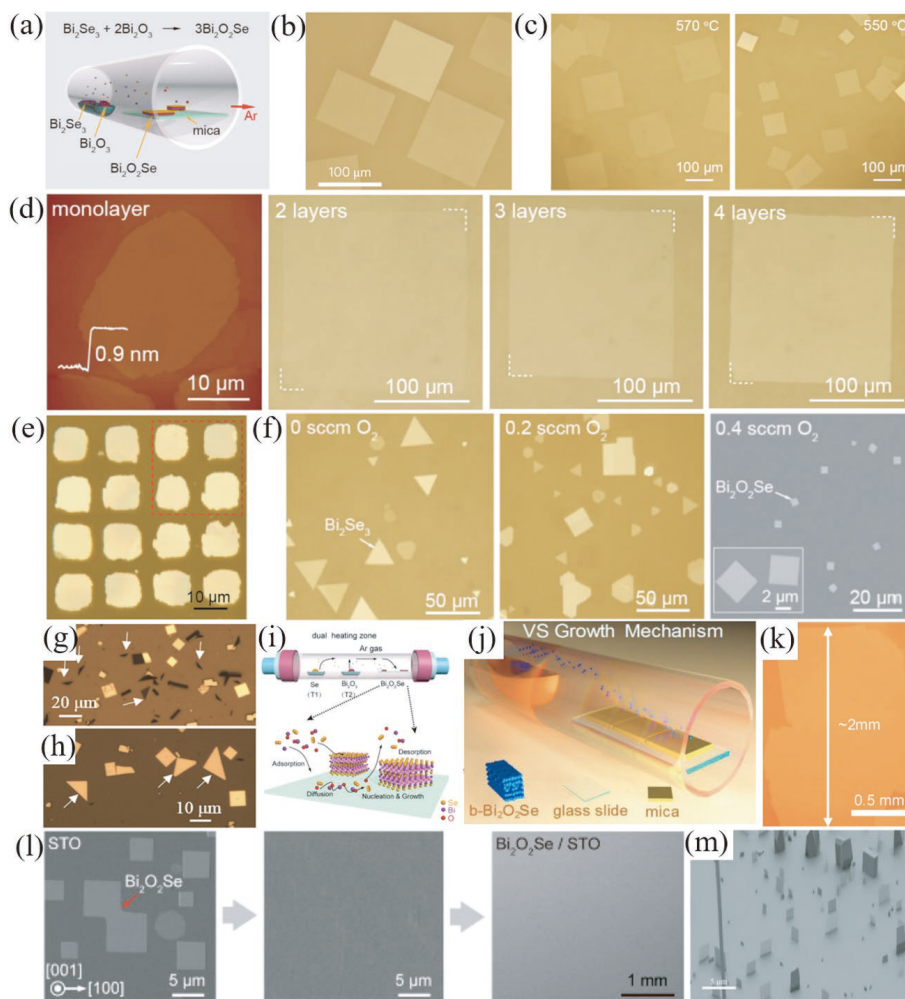 (a)
Bi₂Se₃ + 2Bi₂O₃ → 3Bi₂O₂Se
Bi₂Se₃
Bi₂O₃
Bi₂O₂Se
mica
Ar
(b)
100 μm
(c)
570 °C
100 μm
550 °C
100 μm
(d)
monolayer
0.9 nm
10 μm
2 layers
100 μm
3 layers
100 μm
4 layers
100 μm
(e)
10 μm
(f)
0 sccm O₂
Bi₂Se₃
50 μm
0.2 sccm O₂
50 μm
0.4 sccm O₂
Bi₂O₂Se
2 μm
20 μm
(g)
20 μm
(h)
10 μm
(i)
dual heating zone
Ar gas
Se
(T1)
Bi₂O₃
(T2)
Bi₂O₂Se
Adsorption
Desorption
Diffusion
Nucleation & Growth
Se
Bi
O
(j)
VS Growth Mechanism
b-Bi₂O₂Se
glass slide
mica
(k)
~2mm
0.5 mm
(l)
STO
Bi₂O₂Se
[001]
[100]
5 μm
5 μm
Bi₂O₂Se / STO
1 mm
(m)
5 μm